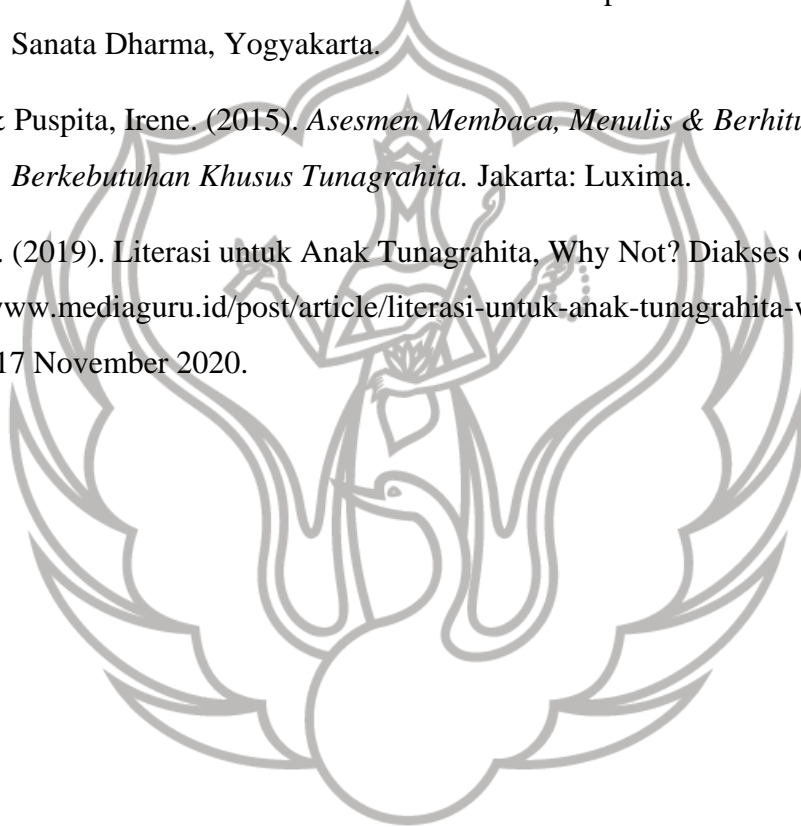 Sanata Dharma, Yogyakarta.
& Puspita, Irene. (2015). Asesmen Membaca, Menulis & Berhitu
Berkebutuhan Khusus Tunagrahita. Jakarta: Luxima.
. (2019). Literasi untuk Anak Tunagrahita, Why Not? Diakses
www.mediaguru.id/post/article/literasi-untuk-anak-tunagrahita-w
17 November 2020.